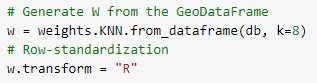 # Generate W from the GeoDataFrame
w = weights.KNN.from_dataframe(db, k=8)
# Row-standardization
w.transform = "R"